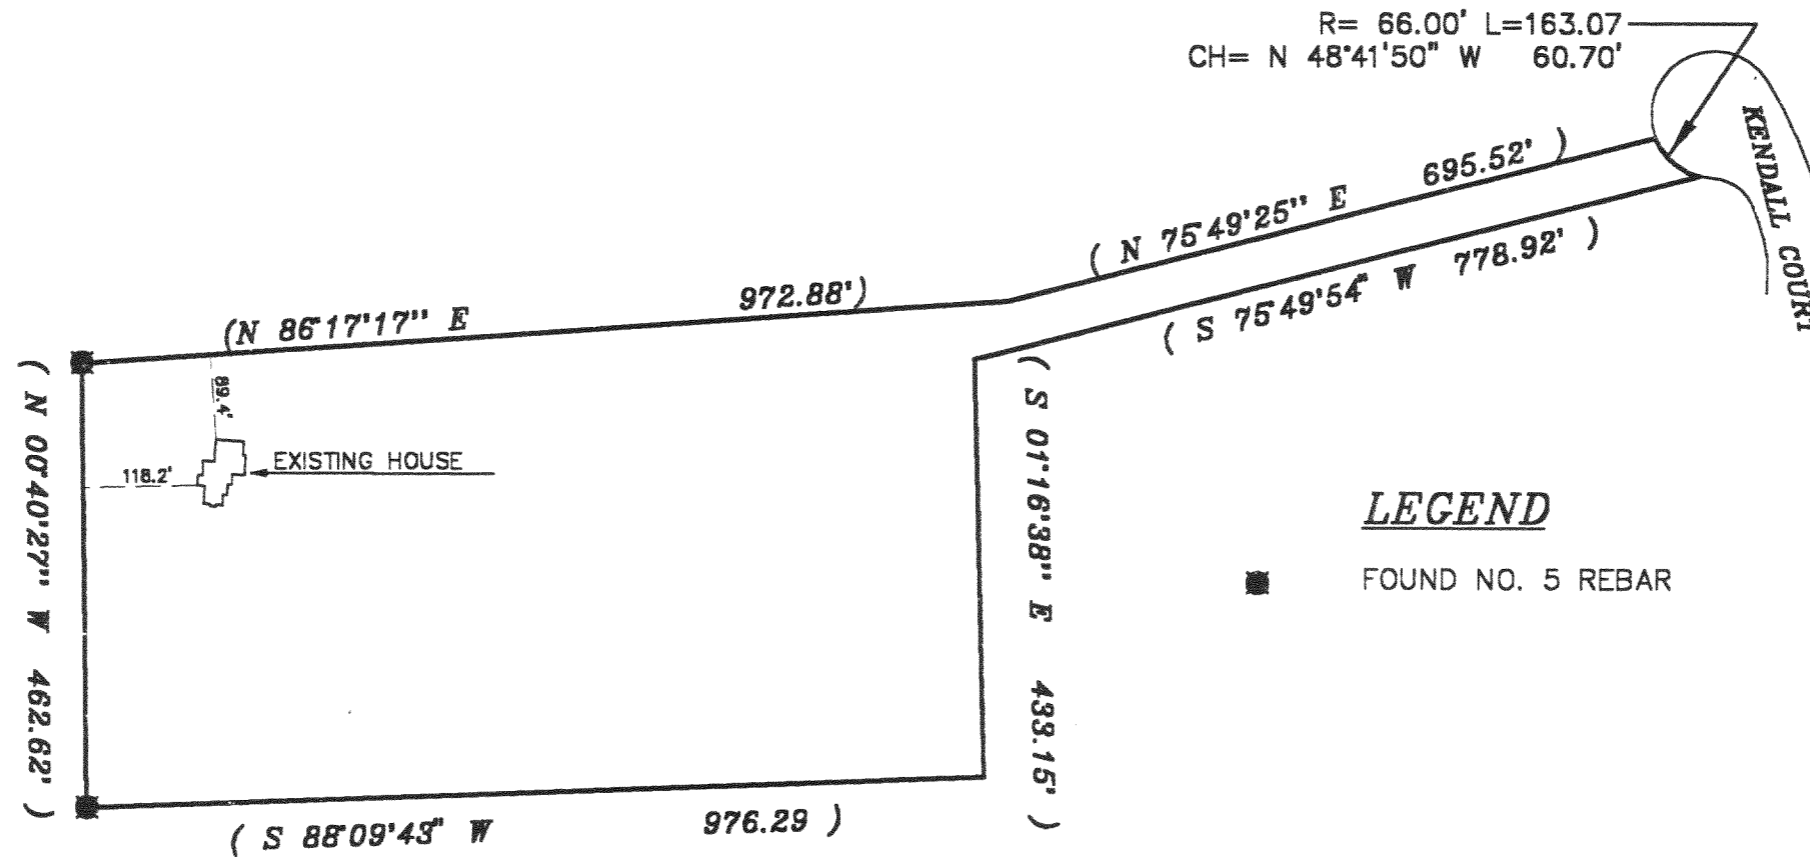 R= 66.00' L=163.07
CH= N 48°41'50" W 60.70'
KENDALL COURT
( N 75°49'25'' E 695.52' )
( S 75°49'54" W 778.92' )
(N 86°17'17'' E 972.88')
89.4'
118.2'
EXISTING HOUSE
( N 00°40'27'' W 462.62' )
( S 01°16'38'' E 433.15' )
( S 88°09'43" W 976.29 )
LEGEND
FOUND NO. 5 REBAR